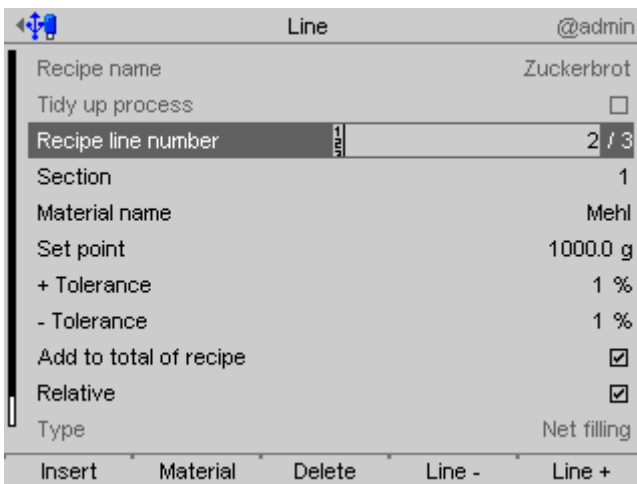 Line @admin
Recipe name Zuckerbrot
Tidy up process
Recipe line number 2 / 3
Section 1
Material name Mehl
Set point 1000.0 g
+ Tolerance 1 %
- Tolerance 1 %
Add to total of recipe
Relative
Type Net filling
Insert Material Delete Line - Line +